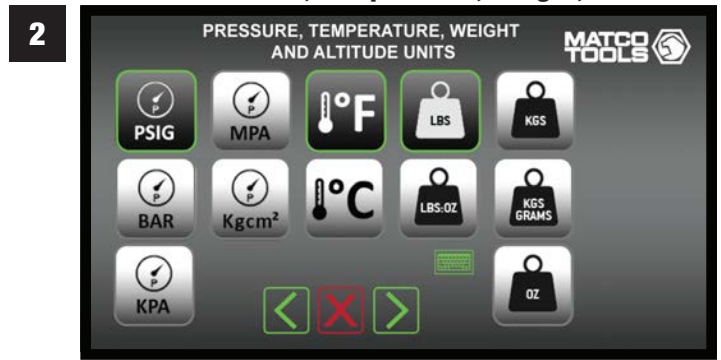 2
PRESSURE, TEMPERATURE, WEIGHT
AND ALTITUDE UNITS
MATCO
TOOLS
P
PSIG
P
MPA
°F
LBS
KGS
P
BAR
P
Kgcm²
°C
LBS:OZ
KGS
GRAMS
P
KPA
OZ